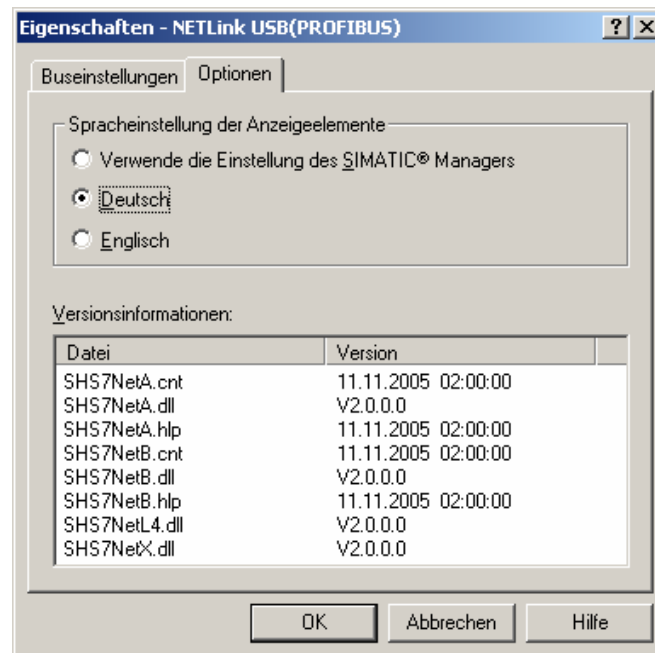 Eigenschaften - NETLink USB(PROFIBUS)
Buseinstellungen Optionen
Spracheinstellung der Anzeigeelemente
Verwende die Einstellung des SIMATIC® Managers
Deutsch
Englisch
Versionsinformationen:
Datei Version
SHS7NetA.cnt 11.11.2005 02:00:00
SHS7NetA.dll V2.0.0.0
SHS7NetA.hlp 11.11.2005 02:00:00
SHS7NetB.cnt 11.11.2005 02:00:00
SHS7NetB.dll V2.0.0.0
SHS7NetB.hlp 11.11.2005 02:00:00
SHS7NetL4.dll V2.0.0.0
SHS7NetX.dll V2.0.0.0
OK Abbrechen Hilfe